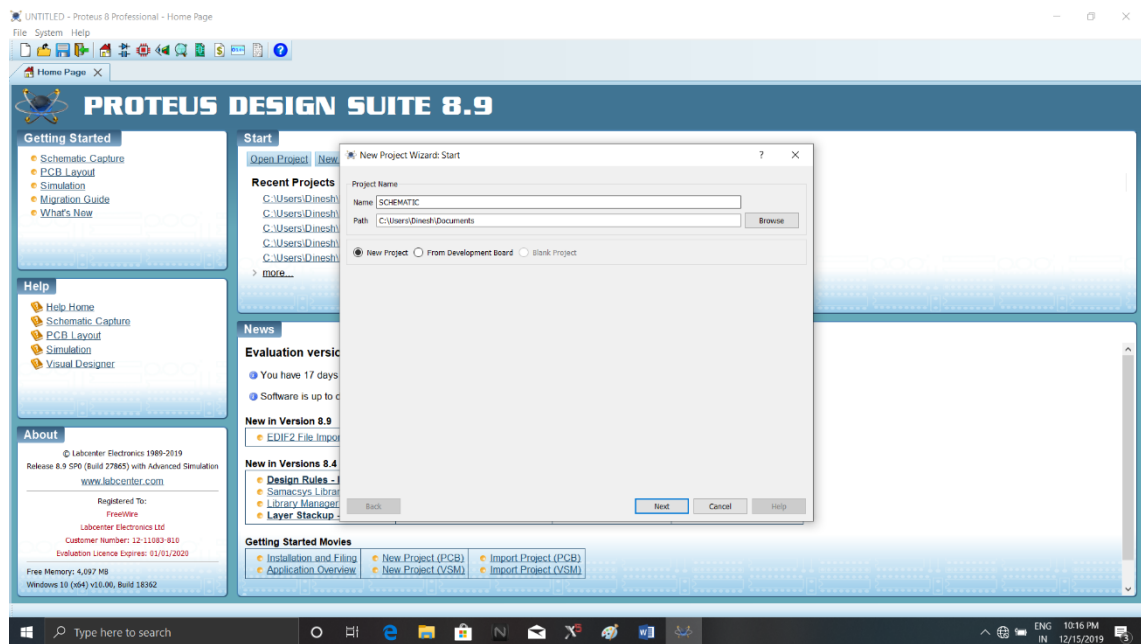 UNTITLED - Proteus 8 Professional - Home Page
File System Help
Home Page
PROTEUS DESIGN SUITE 8.9
Getting Started
Schematic Capture
PCB Layout
Simulation
Migration Guide
What's New
Help
Help Home
Schematic Capture
PCB Layout
Simulation
Visual Designer
About
© Labcenter Electronics 1989-2019
Release 8.9 SP0 (Build 27865) with Advanced Simulation
www.labcenter.com
Registered To:
FreeWire
Labcenter Electronics Ltd
Customer Number: 12-11083-810
Evaluation Licence Expires: 01/01/2020
Free Memory: 4,097 MB
Windows 10 (x64) v10.00, Build 18362
Start
Open Project New
Recent Projects
C:\Users\Dinesh\
C:\Users\Dinesh\
C:\Users\Dinesh\
C:\Users\Dinesh\
C:\Users\Dinesh\
> more...
New Project Wizard: Start
Project Name
Name SCHEMATIC
Path C:\Users\Dinesh\Documents Browse
New Project From Development Board Blank Project
Back Next Cancel Help
News
Evaluation
You have 17 days
Software is up to
New in Version 8.9
EDIF2 File
New in Versions 8.4
Design Rules -
Samacsys
Library Manager
Layer Stackup -
Getting Started Movies
Installation and Filing New Project (PCB) Import Project (PCB)
Application Overview New Project (VSM) Import Project (VSM)
Type here to search
ENG 10:16 PM
IN 12/15/2019